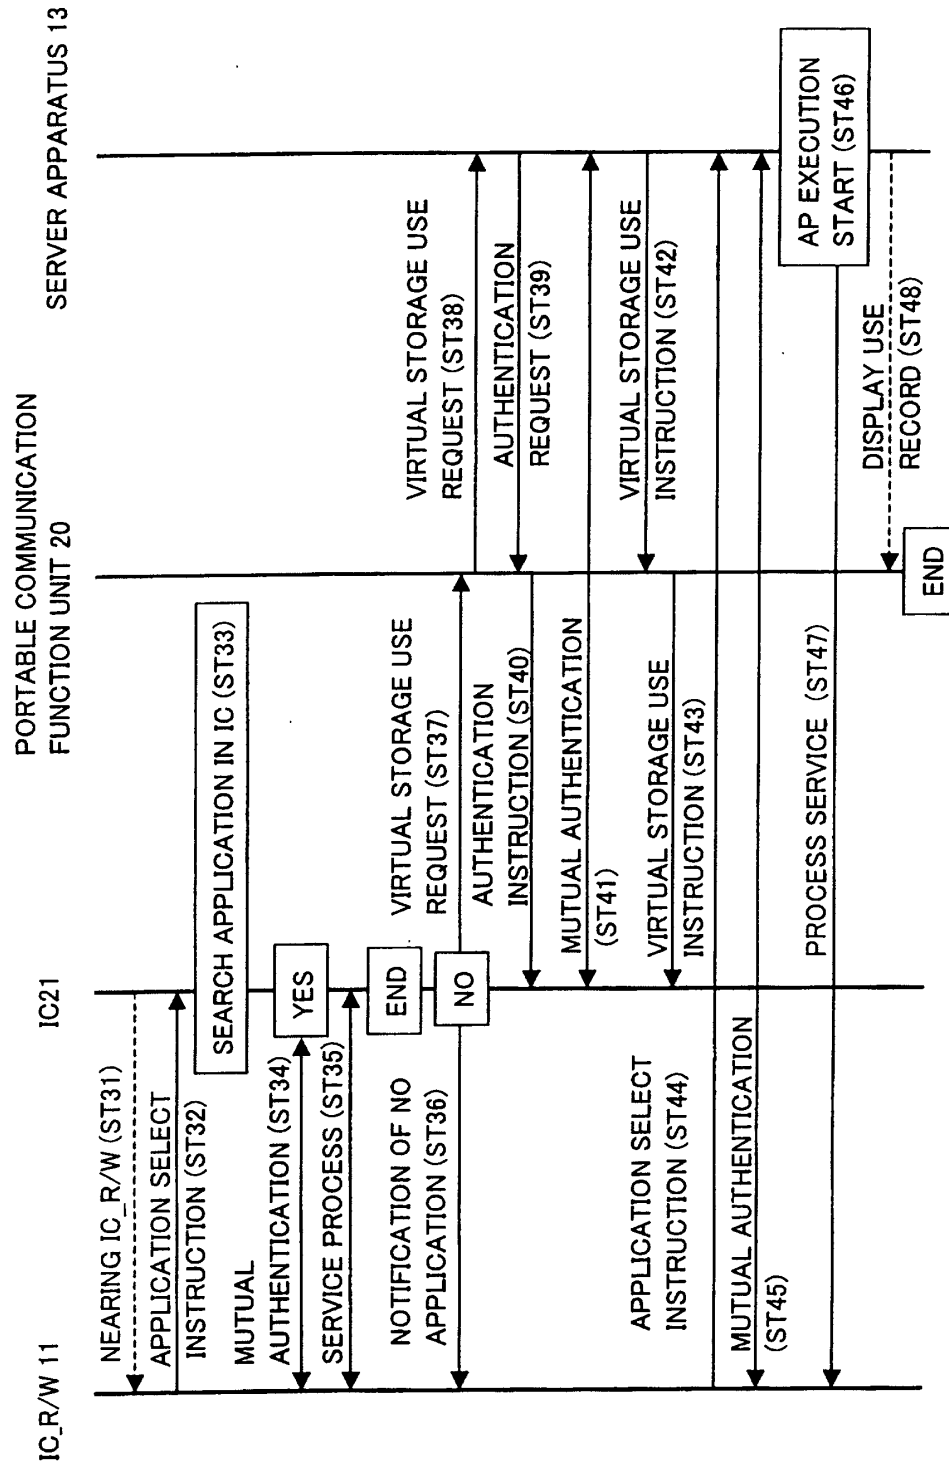 IC_R/W 11
IC21
PORTABLE COMMUNICATION
FUNCTION UNIT 20
SERVER APPARATUS 13
NEARING IC_R/W (ST31)
APPLICATION SELECT
INSTRUCTION (ST32)
SEARCH APPLICATION IN IC (ST33)
MUTUAL
AUTHENTICATION (ST34)
YES
SERVICE PROCESS (ST35)
END
NOTIFICATION OF NO
APPLICATION (ST36)
NO
VIRTUAL STORAGE USE
REQUEST (ST37)
VIRTUAL STORAGE USE
REQUEST (ST38)
AUTHENTICATION
REQUEST (ST39)
AUTHENTICATION
INSTRUCTION (ST40)
MUTUAL AUTHENTICATION
(ST41)
VIRTUAL STORAGE USE
INSTRUCTION (ST42)
VIRTUAL STORAGE USE
INSTRUCTION (ST43)
APPLICATION SELECT
INSTRUCTION (ST44)
MUTUAL AUTHENTICATION
(ST45)
AP EXECUTION
START (ST46)
PROCESS SERVICE (ST47)
DISPLAY USE
RECORD (ST48)
END